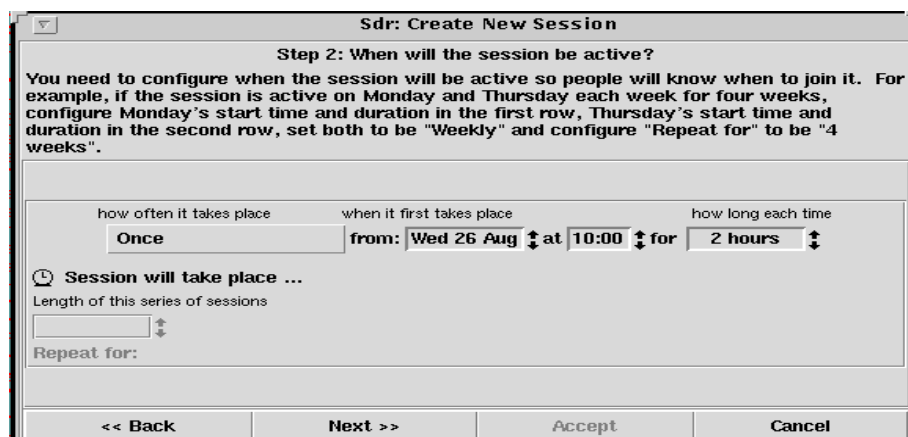 Sdr: Create New Session
Step 2: When will the session be active?
You need to configure when the session will be active so people will know when to join it.  For
example, if the session is active on Monday and Thursday each week for four weeks,
configure Monday's start time and duration in the first row, Thursday's start time and
duration in the second row, set both to be "Weekly" and configure "Repeat for" to be "4
weeks".
how often it takes place when it first takes place how long each time
Once from: Wed 26 Aug at 10:00 for 2 hours
Session will take place ...
Length of this series of sessions
Repeat for:
<< Back Next >> Accept Cancel